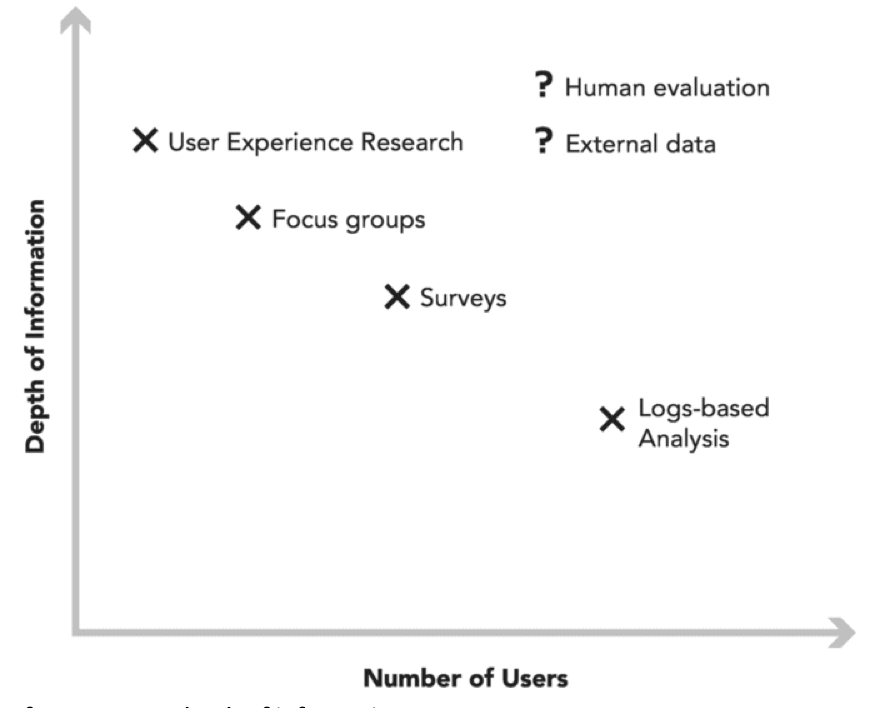 ? Human evaluation
X User Experience Research
? External data
X Focus groups
X Surveys
X Logs-based
Analysis
Depth of Information
Number of Users